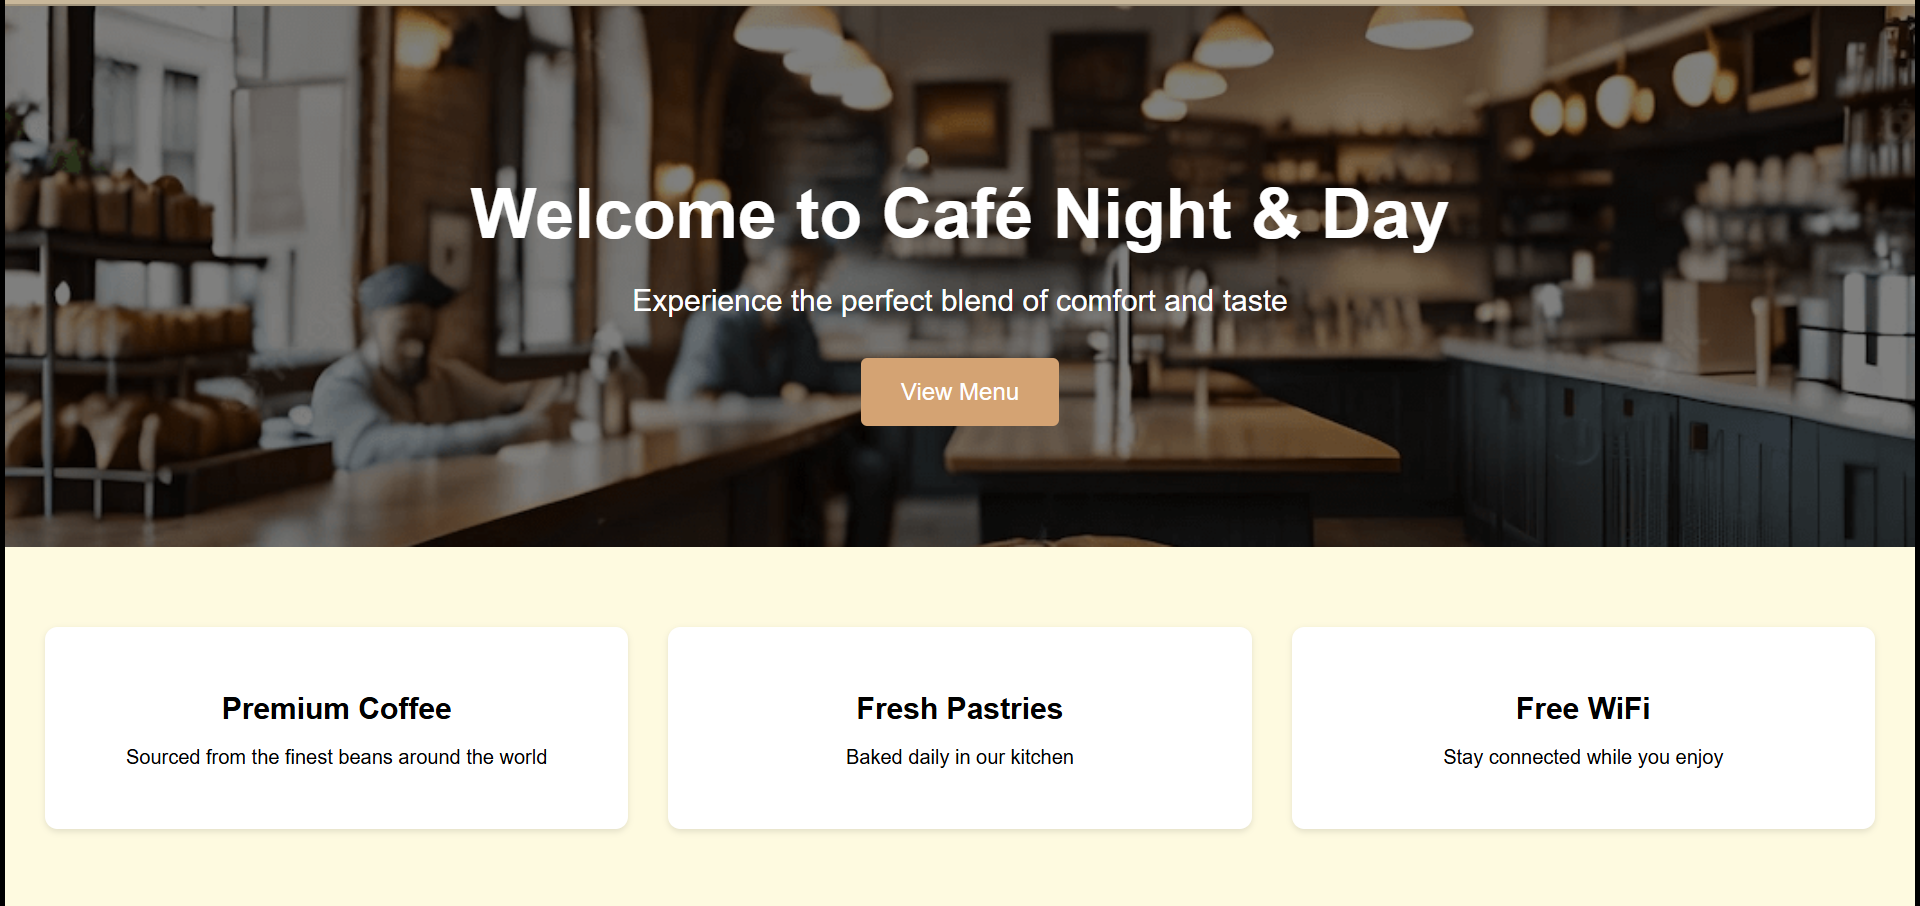 Welcome to Café Night & Day
Experience the perfect blend of comfort and taste
View Menu
Premium Coffee
Sourced from the finest beans around the world
Fresh Pastries
Baked daily in our kitchen
Free WiFi
Stay connected while you enjoy